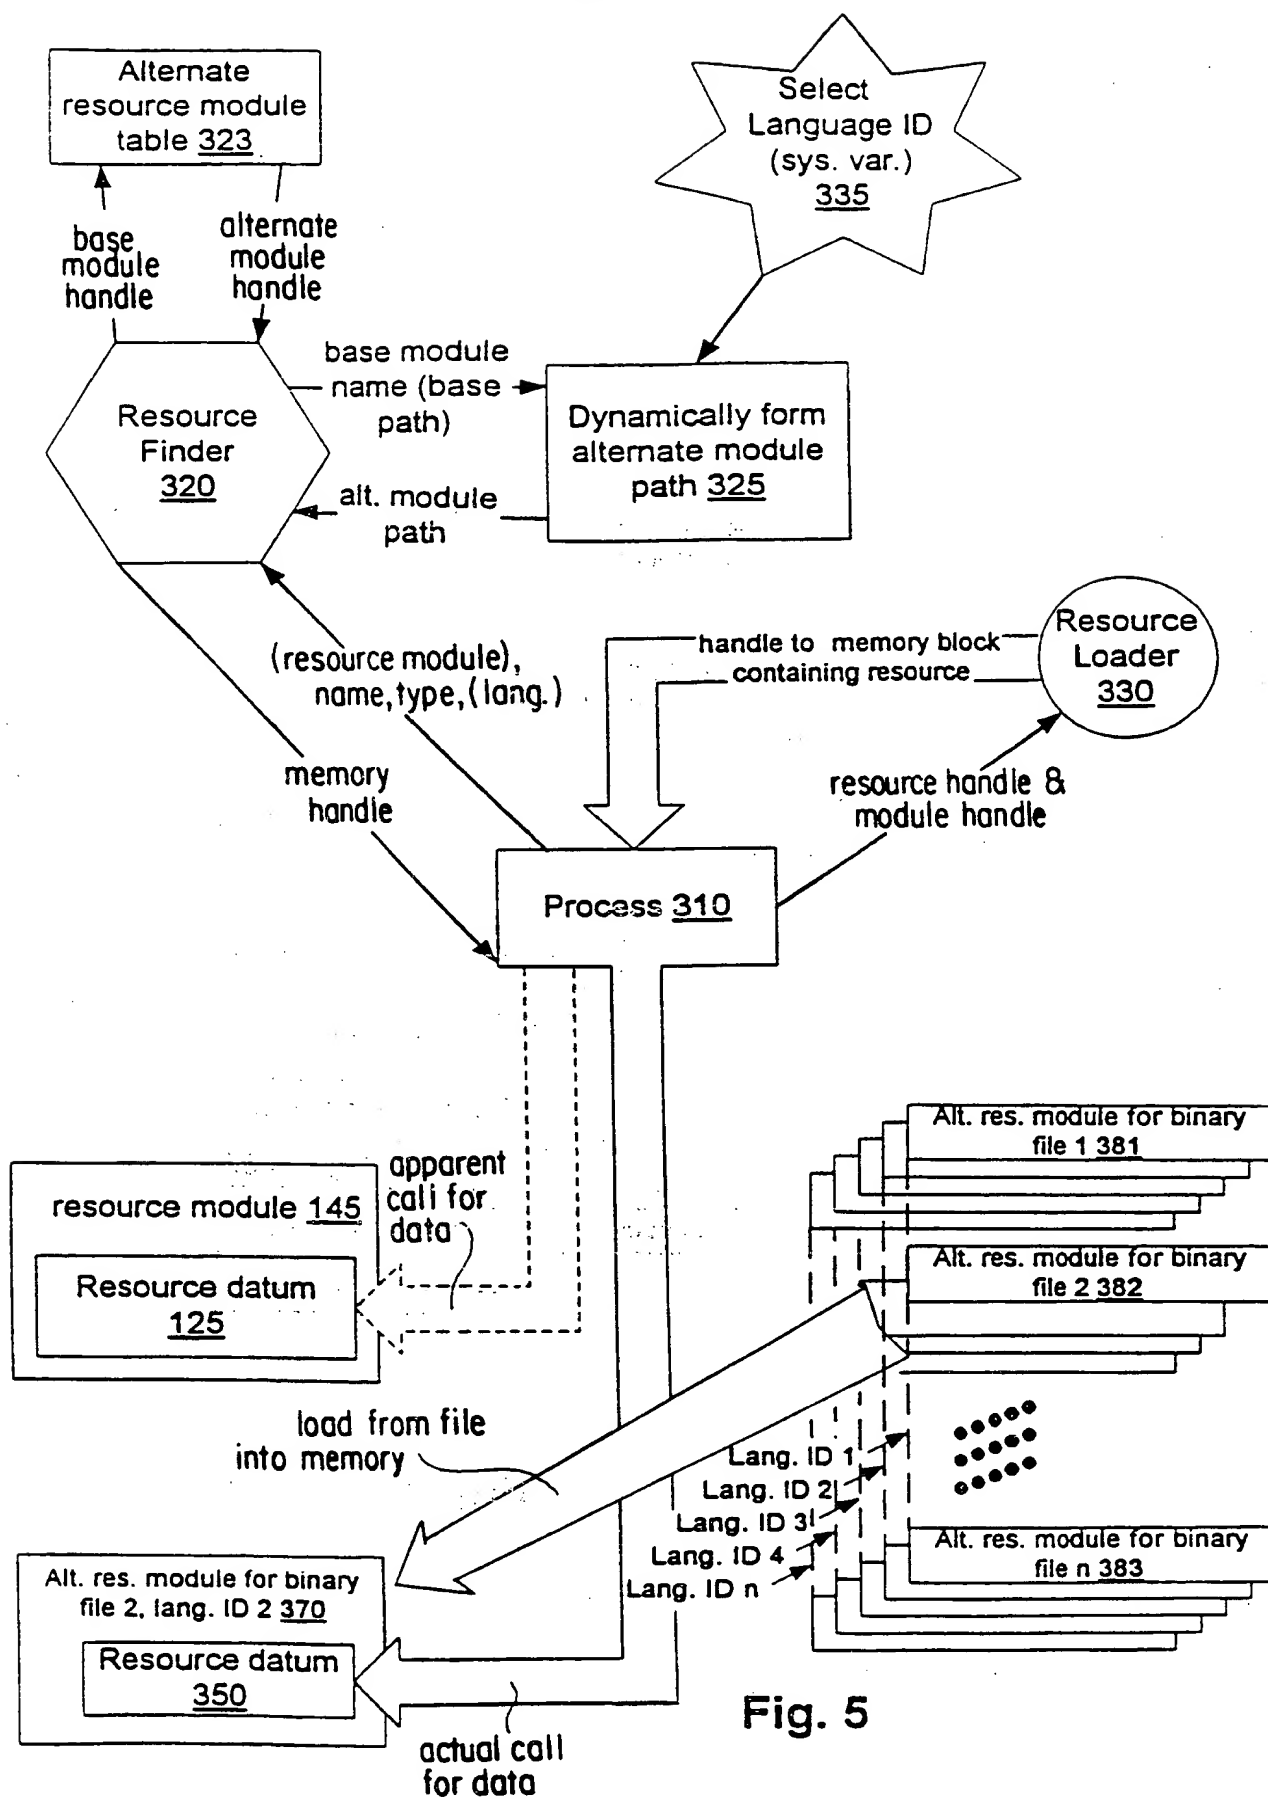 Alternate
resource module
table 323
Select
Language ID
(sys. var.)
335
base
module
handle
alternate
module
handle
base module
name (base
path)
Resource
Finder
320
Dynamically form
alternate module
path 325
alt. module
path
(resource module),
name, type, (lang.)
handle to memory block
containing resource
Resource
Loader
330
memory
handle
resource handle &
module handle
Process 310
apparent
call for
data
resource module 145
Resource datum
125
Alt. res. module for binary
file 1 381
Alt. res. module for binary
file 2 382
load from file
into memory
Lang. ID 1
Lang. ID 2
Lang. ID 3
Lang. ID 4
Lang. ID n
Alt. res. module for binary
file n 383
Alt. res. module for binary
file 2, lang. ID 2 370
Resource datum
350
actual call
for data
Fig. 5